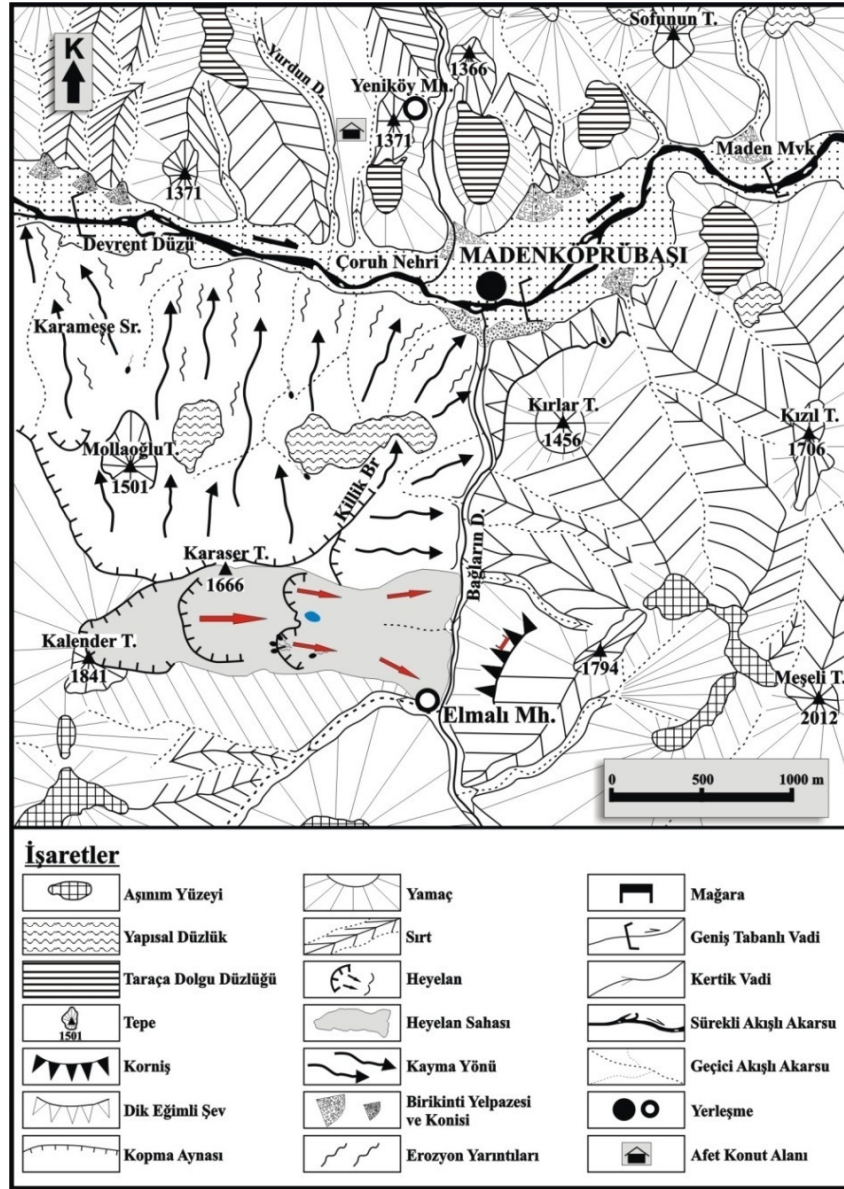 K
Sofunun T.
Yurdun D.
Yeniköy Mh.
1366
1371
1371
Maden Mvk
Devrent Düzü
Çoruh Nehri
MADENKÖPRÜBAŞI
Karameşe Sr.
Kırlar T.
1456
Kızıl T.
1706
Mollaoğlu T.
1501
Killik Br
Bağların D.
Karaşer T.
1666
Kalender T.
1841
1794
Meşeli T.
2012
Elmalı Mh.
0 500 1000 m
İşaretler
Aşınım Yüzeyi
Yapısal Düzlük
Taraça Dolgu Düzlüğü
1501
Tepe
Korniş
Dik Eğimli Şev
Kopma Aynası
Yamaç
Sırt
Heyelan
Heyelan Sahası
Kayma Yönü
Birikinti Yelpazesi
ve Konisi
Erozyon Yarıntıları
Mağara
Geniş Tabanlı Vadi
Kertik Vadi
Sürekli Akışlı Akarsu
Geçici Akışlı Akarsu
Yerleşme
Afet Konut Alanı